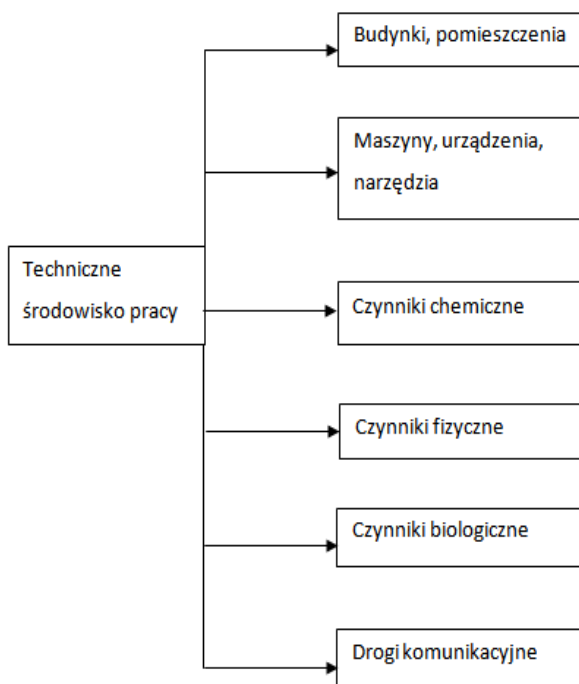 Budynki, pomieszczenia
Maszyny, urządzenia,
narzędzia
Techniczne
środowisko pracy
Czynniki chemiczne
Czynniki fizyczne
Czynniki biologiczne
Drogi komunikacyjne